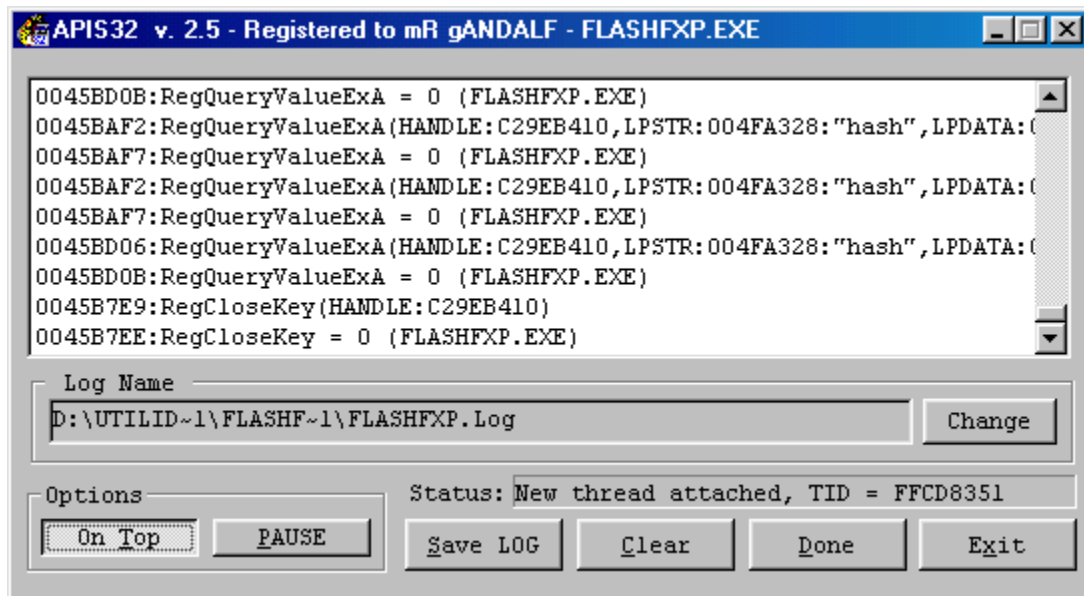 APIS32 v. 2.5 - Registered to mR gANDALF - FLASHFXP.EXE
0045BD0B:RegQueryValueExA = 0 (FLASHFXP.EXE)
0045BAF2:RegQueryValueExA(HANDLE:C29EB410,LPSTR:004FA328:"hash",LPDATA:(
0045BAF7:RegQueryValueExA = 0 (FLASHFXP.EXE)
0045BAF2:RegQueryValueExA(HANDLE:C29EB410,LPSTR:004FA328:"hash",LPDATA:(
0045BAF7:RegQueryValueExA = 0 (FLASHFXP.EXE)
0045BD06:RegQueryValueExA(HANDLE:C29EB410,LPSTR:004FA328:"hash",LPDATA:(
0045BD0B:RegQueryValueExA = 0 (FLASHFXP.EXE)
0045B7E9:RegCloseKey(HANDLE:C29EB410)
0045B7EE:RegCloseKey = 0 (FLASHFXP.EXE)
Log Name
D:\UTILID~1\FLASHF~1\FLASHFXP.Log
Change
Options
Status: New thread attached, TID = FFCD8351
On Top PAUSE Save LOG Clear Done Exit